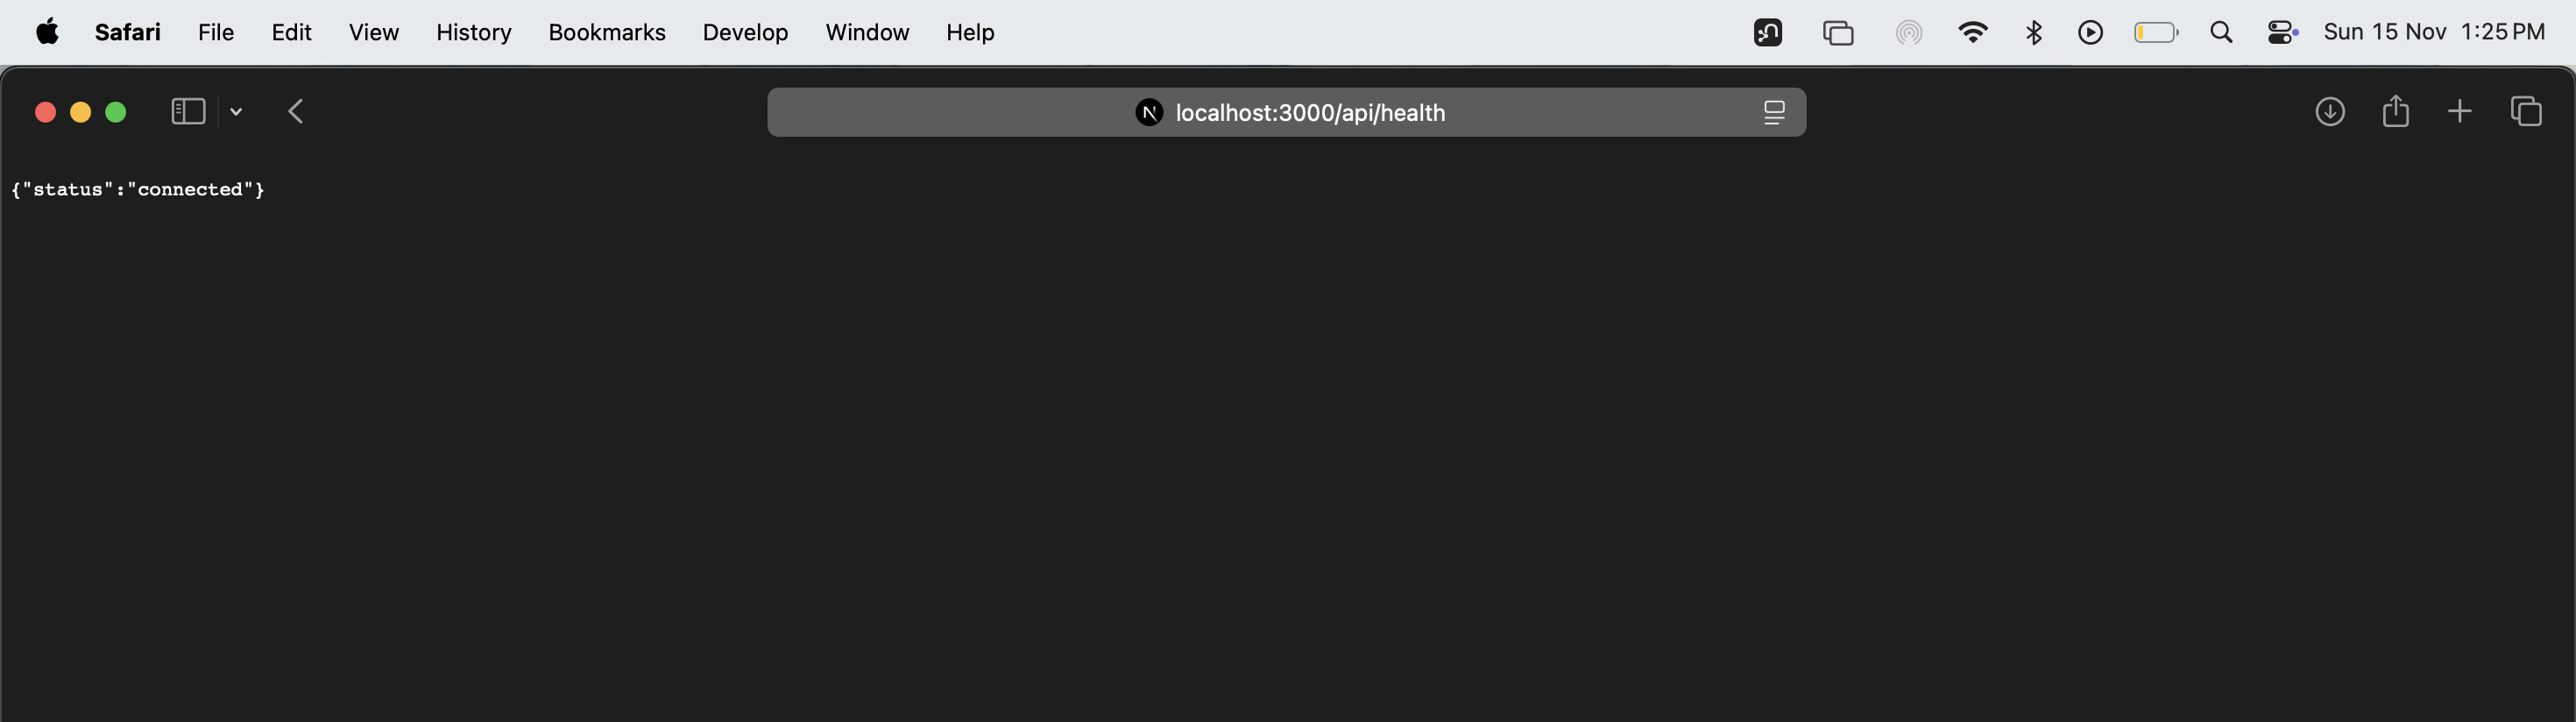 Safari File Edit View History Bookmarks Develop Window Help Sun 15 Nov 1:25 PM
N localhost:3000/api/health
{"status":"connected"}